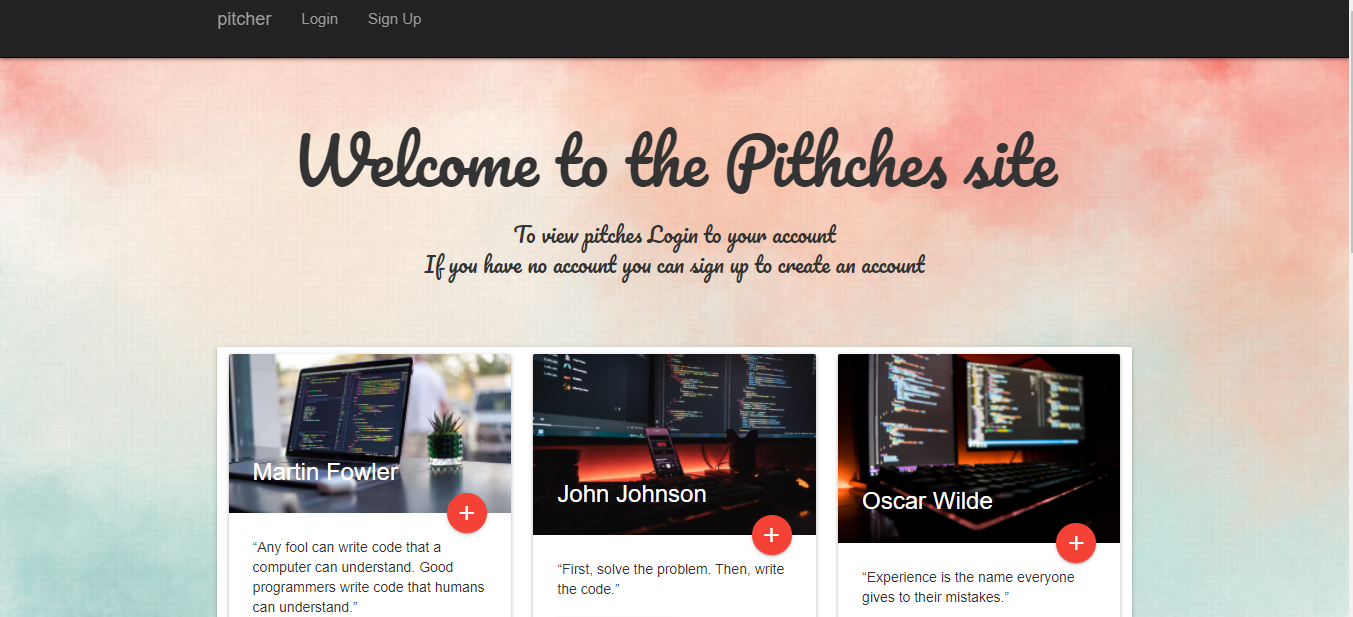 pitcher Login Sign Up
Welcome to the Pithches site
To view pitches Login to your account
If you have no account you can sign up to create an account
Martin Fowler
+
“Any fool can write code that a
computer can understand. Good
programmers write code that humans
can understand.”
John Johnson
+
“First, solve the problem. Then, write
the code.”
Oscar Wilde
+
“Experience is the name everyone
gives to their mistakes.”